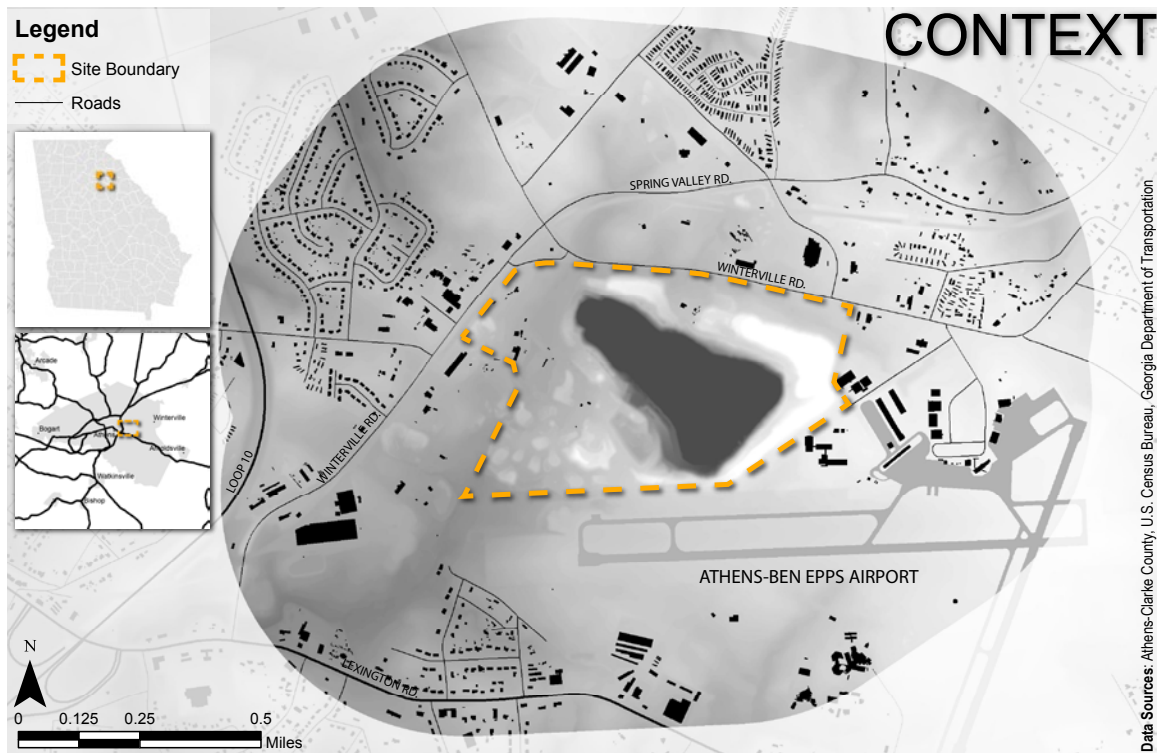 CONTEXT
Legend
Site Boundary
Roads
SPRING VALLEY RD.
WINTERVILLE RD.
WINTERVILLE RD.
LOOP 10
LEXINGTON RD.
ATHENS-BEN EPPS AIRPORT
Arcade
Winterville
Bogart
Athens
Arnoldsville
Watkinsville
Bishop
N
0 0.125 0.25 0.5
Miles
Data Sources: Athens-Clarke County, U.S. Census Bureau, Georgia Department of Transportation